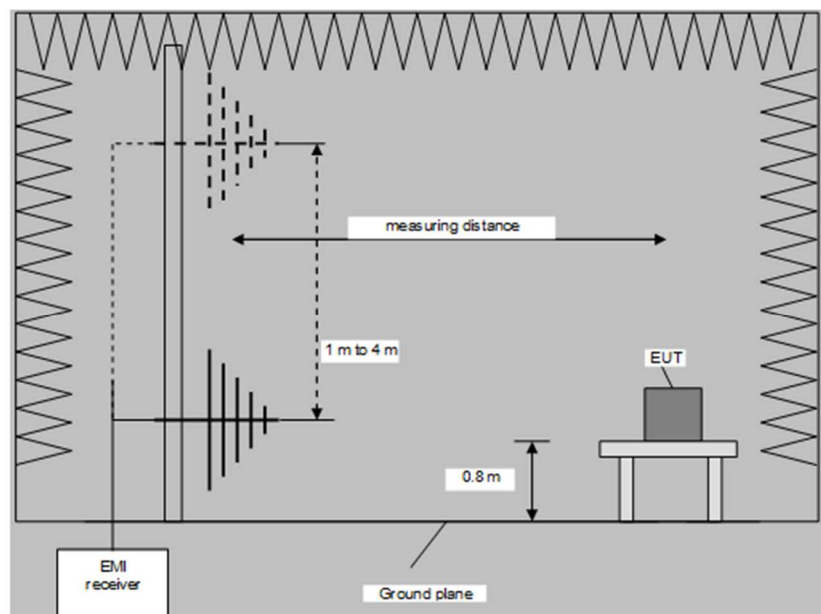 measuring distance
1 m to 4 m
EUT
0.8 m
EMI
receiver
Ground plane